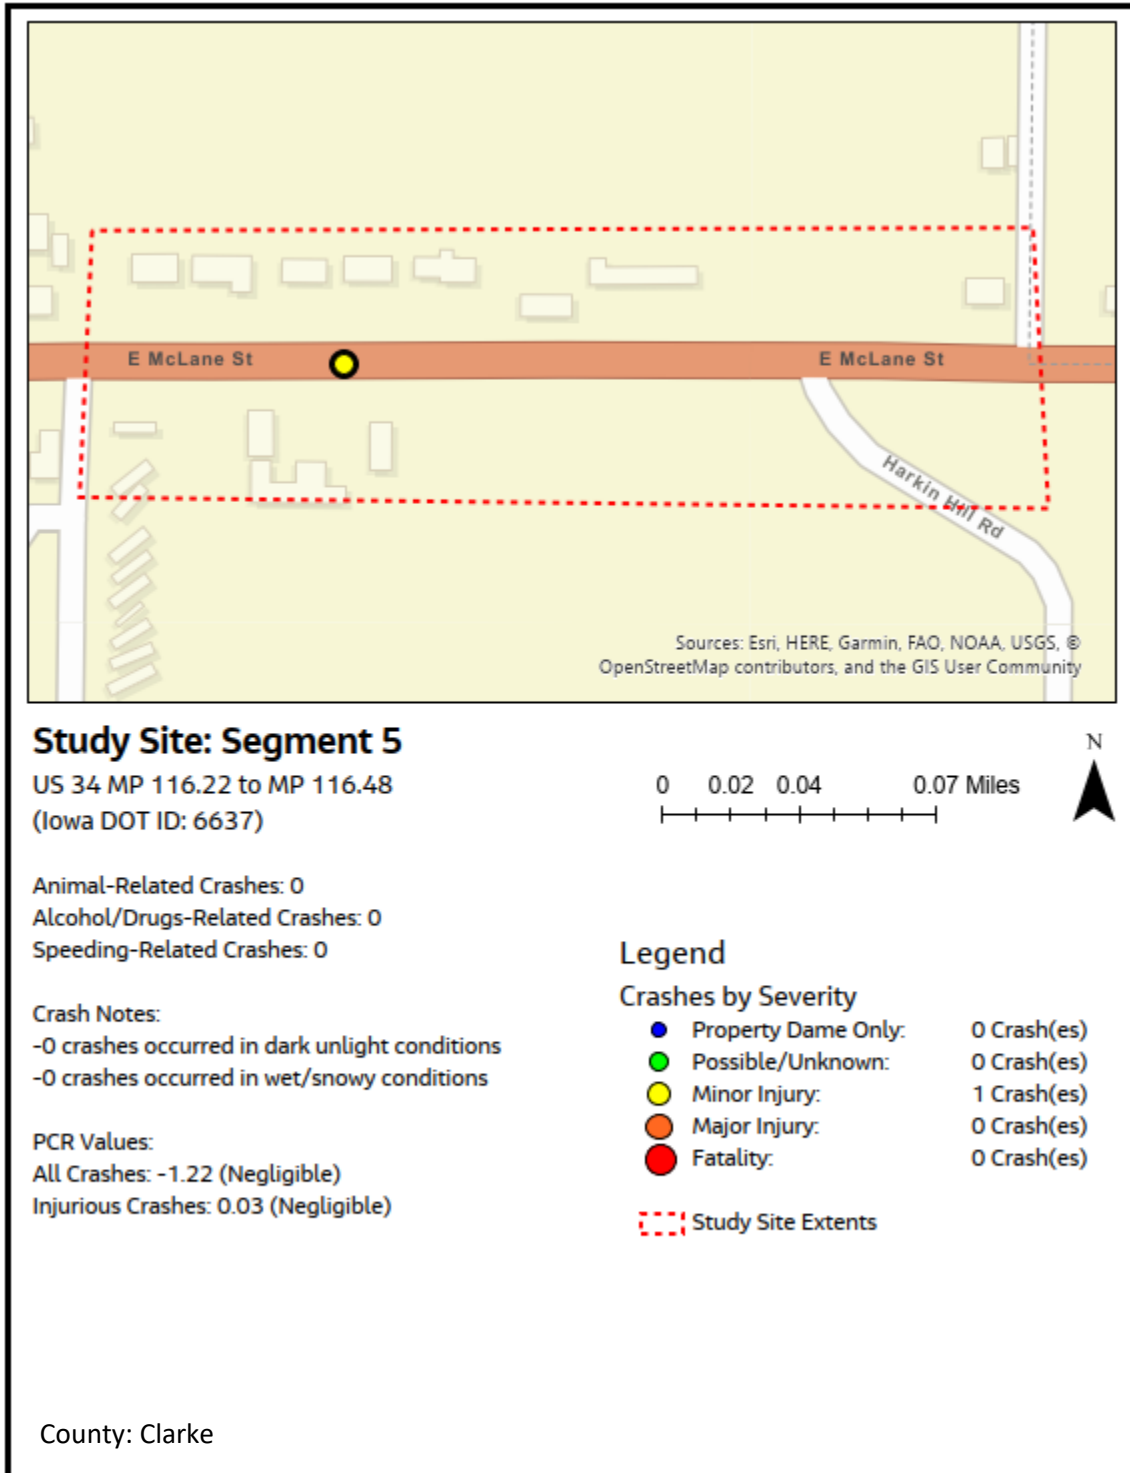 E McLane St
E McLane St
Harkin Hill Rd
Sources: Esri, HERE, Garmin, FAO, NOAA, USGS, ©
OpenStreetMap contributors, and the GIS User Community
Study Site: Segment 5
US 34 MP 116.22 to MP 116.48
(Iowa DOT ID: 6637)
N
0 0.02 0.04 0.07 Miles
Animal-Related Crashes: 0
Alcohol/Drugs-Related Crashes: 0
Speeding-Related Crashes: 0
Crash Notes:
-0 crashes occurred in dark unlight conditions
-0 crashes occurred in wet/snowy conditions
PCR Values:
All Crashes: -1.22 (Negligible)
Injurious Crashes: 0.03 (Negligible)
Legend
Crashes by Severity
Property Dame Only: 0 Crash(es)
Possible/Unknown: 0 Crash(es)
Minor Injury: 1 Crash(es)
Major Injury: 0 Crash(es)
Fatality: 0 Crash(es)
Study Site Extents
County: Clarke